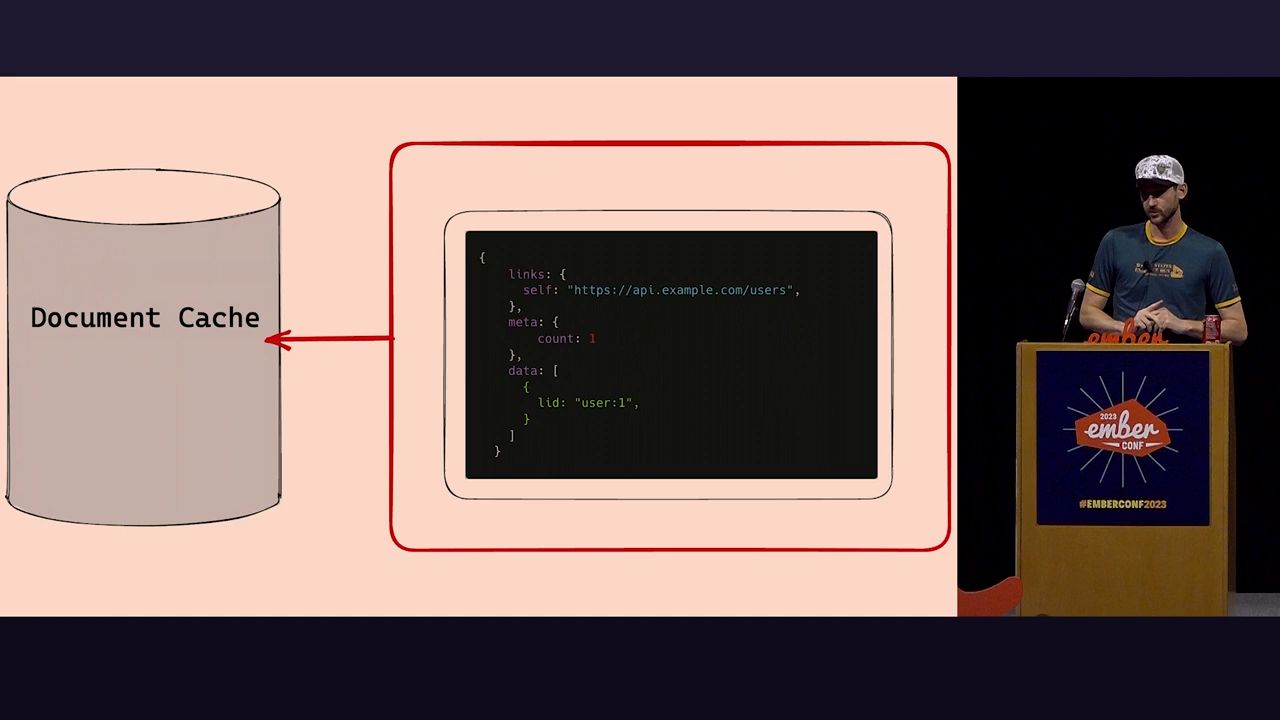 Document Cache
{
links: {
self: "https://api.example.com/users",
},
meta: {
count: 1
},
data: [
{
lid: "user:1",
}
]
}
ember
2023
ember
CONF
#EMBERCONF2023